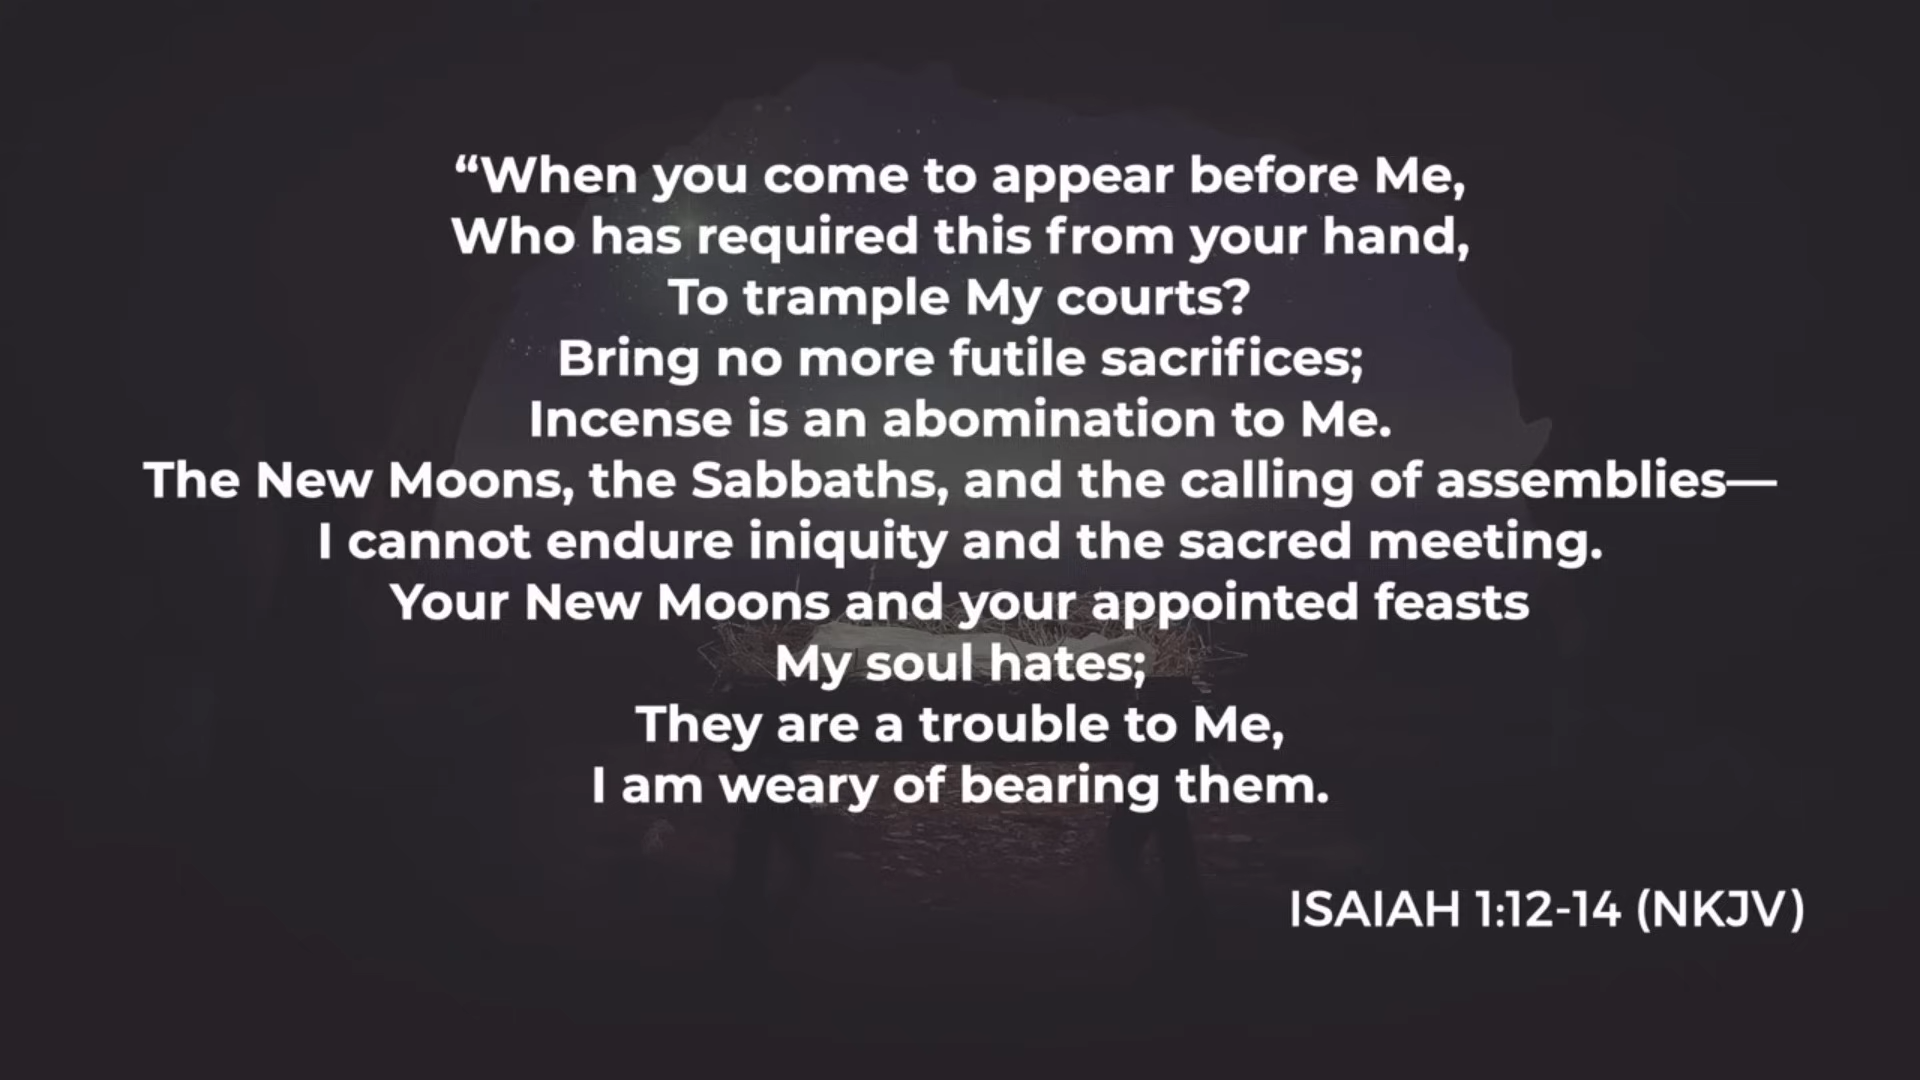 “When you come to appear before Me,
Who has required this from your hand,
To trample My courts?
Bring no more futile sacrifices;
Incense is an abomination to Me.
The New Moons, the Sabbaths, and the calling of assemblies—
I cannot endure iniquity and the sacred meeting.
Your New Moons and your appointed feasts
My soul hates;
They are a trouble to Me,
I am weary of bearing them.
ISAIAH 1:12-14 (NKJV)